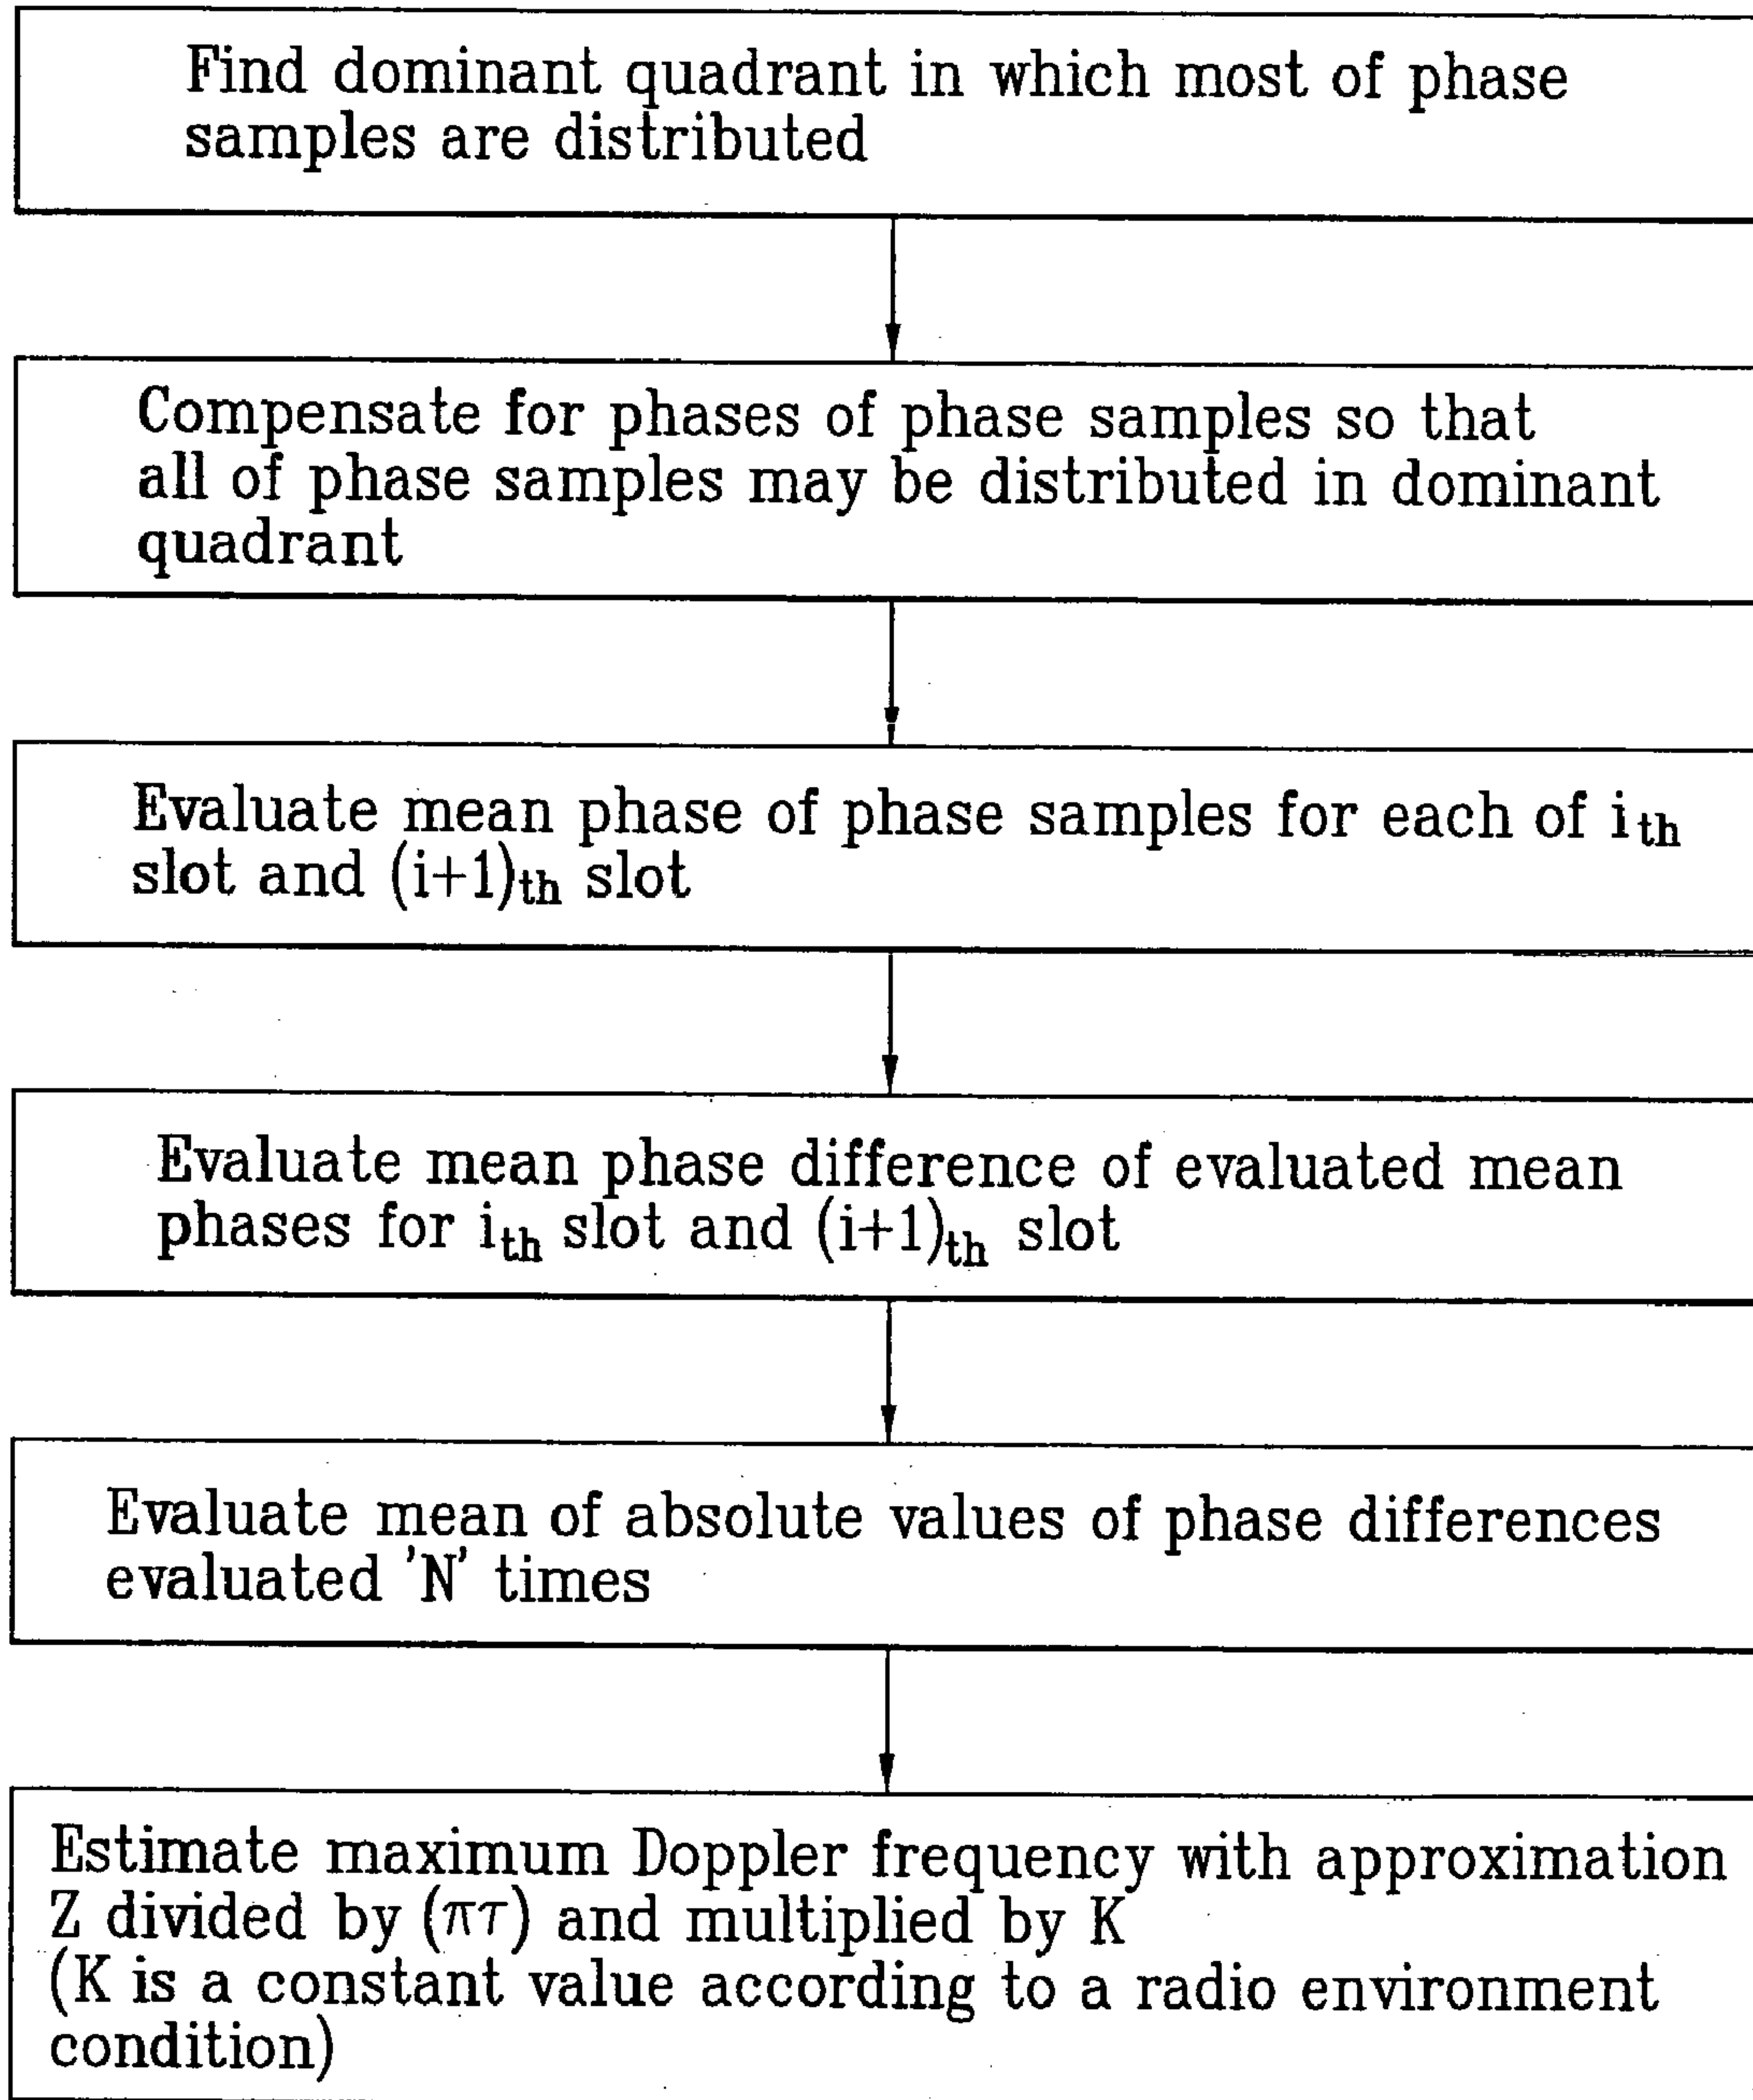 Find dominant quadrant in which most of phase
samples are distributed
Compensate for phases of phase samples so that
all of phase samples may be distributed in dominant
quadrant
Evaluate mean phase of phase samples for each of ith
slot and (i+1)th slot
Evaluate mean phase difference of evaluated mean
phases for ith slot and (i+1)th slot
Evaluate mean of absolute values of phase differences
evaluated 'N' times
Estimate maximum Doppler frequency with approximation
Z divided by (πτ) and multiplied by K
(K is a constant value according to a radio environment
condition)